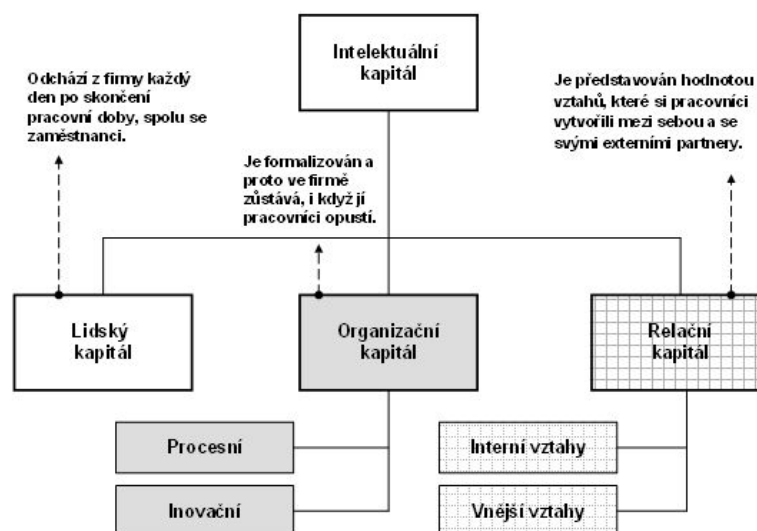 Intelektuální
kapitál
Odchází z firmy každý
den po skončení
pracovní doby, spolu se
zaměstnanci.
Je formalizován a
proto ve firmě
zůstává, i když jí
pracovníci opustí.
Je představován hodnotou
vztahů, které si pracovníci
vytvořili mezi sebou a se
svými externími partnery.
Lidský
kapitál
Organizační
kapitál
Relační
kapitál
Procesní
Inovační
Interní vztahy
Vnější vztahy